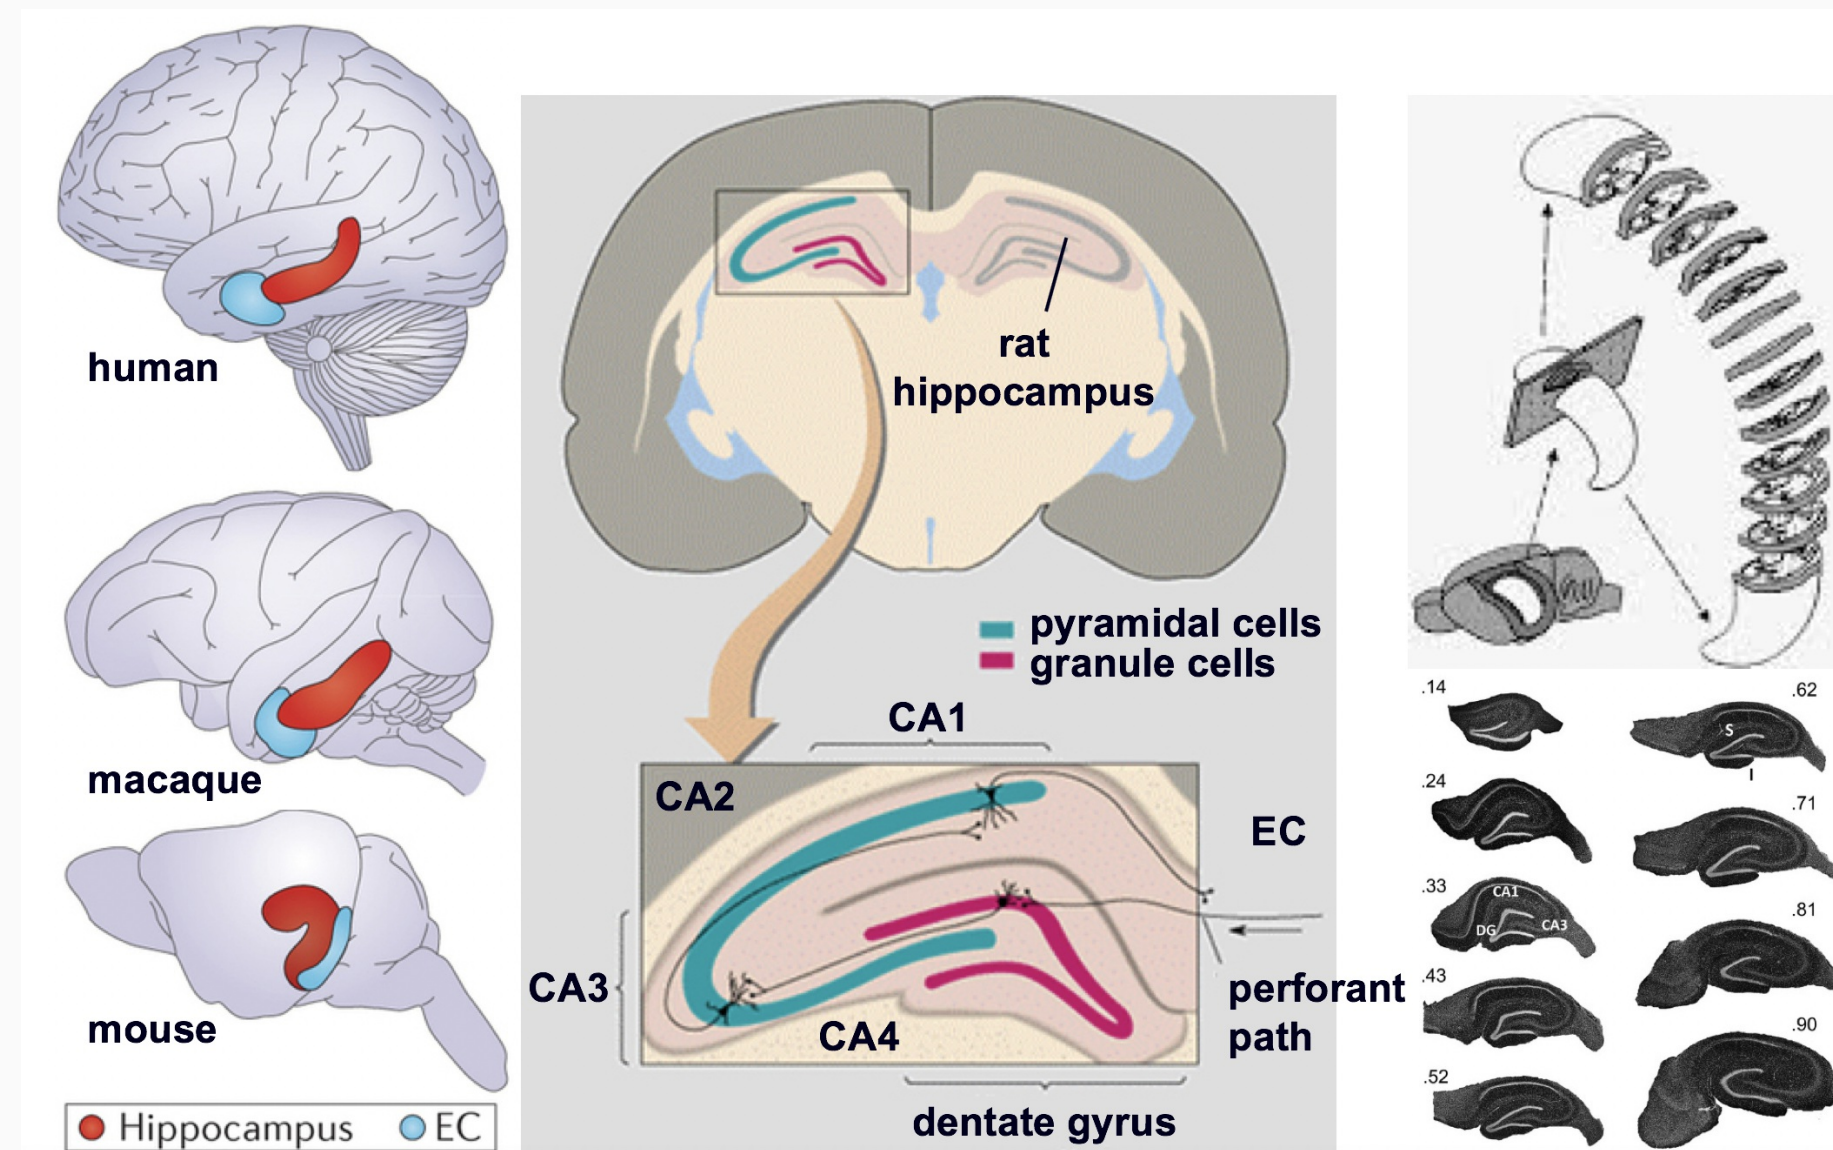 human
macaque
mouse
Hippocampus EC
rat
hippocampus
pyramidal cells
granule cells
CA1
CA2
EC
CA3
CA4
perforant
path
dentate gyrus
.14
.24
.33
CA1
DG
CA3
.43
.52
.62
S
I
.71
.81
.90